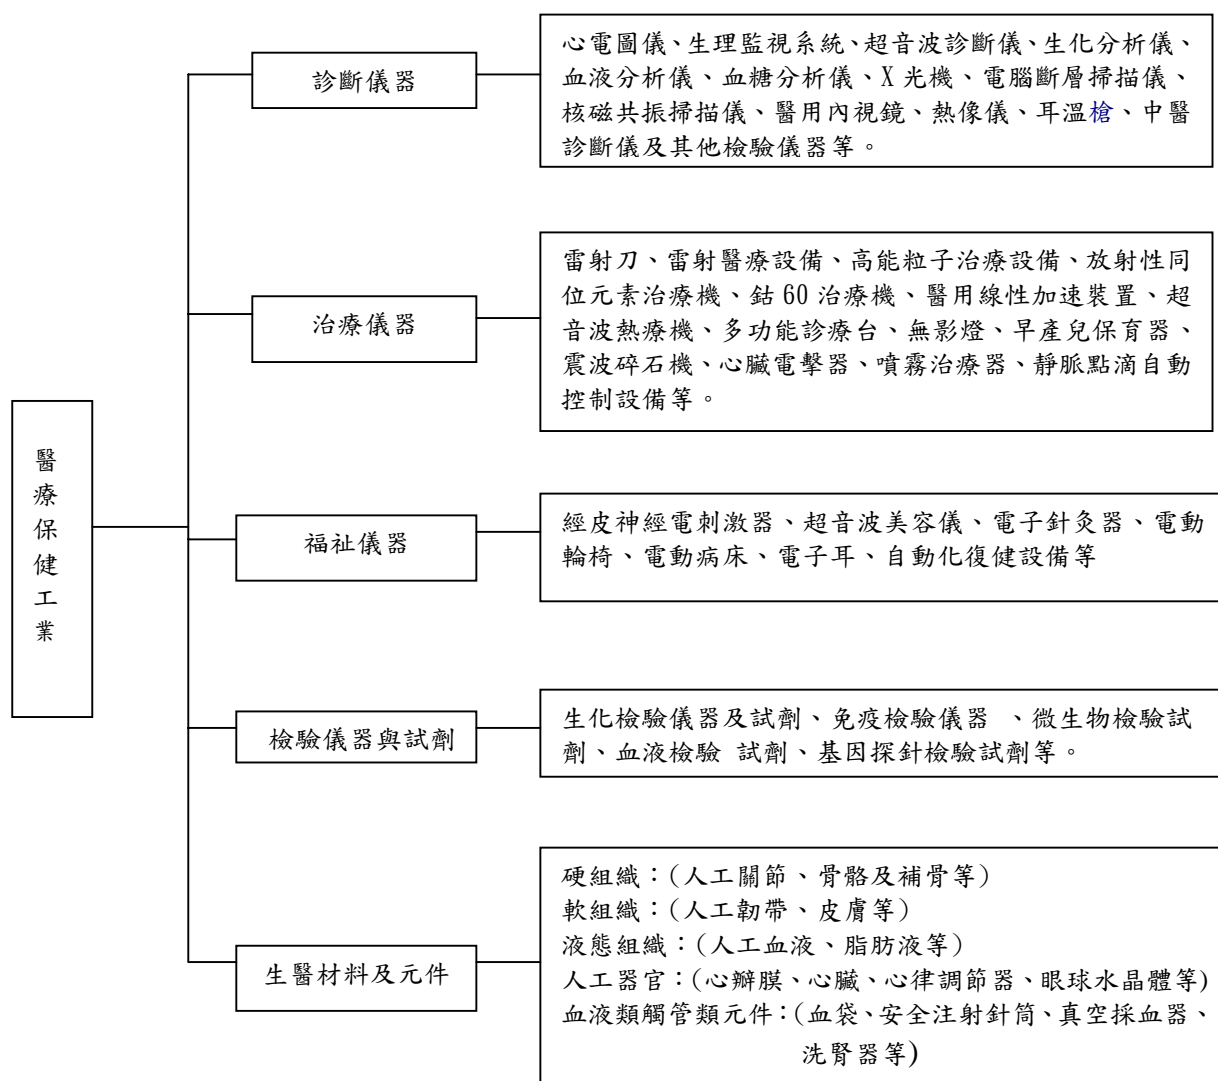 診斷儀器
心電圖儀、生理監視系統、超音波診斷儀、生化分析儀、
血液分析儀、血糖分析儀、X 光機、電腦斷層掃描儀、
核磁共振掃描儀、醫用內視鏡、熱像儀、耳溫槍、中醫
診斷儀及其他檢驗儀器等。
治療儀器
雷射刀、雷射醫療設備、高能粒子治療設備、放射性同
位元素治療機、鈷 60 治療機、醫用線性加速裝置、超
音波熱療機、多功能診療台、無影燈、早產兒保育器、
震波碎石機、心臟電擊器、噴霧治療器、靜脈點滴自動
控制設備等。
醫
療
保
健
工
業
福祉儀器
經皮神經電刺激器、超音波美容儀、電子針灸器、電動
輪椅、電動病床、電子耳、自動化復健設備等
檢驗儀器與試劑
生化檢驗儀器及試劑、免疫檢驗儀器 、微生物檢驗試
劑、血液檢驗 試劑、基因探針檢驗試劑等。
生醫材料及元件
硬組織：(人工關節、骨骼及補骨等)
軟組織：(人工韌帶、皮膚等)
液態組織：(人工血液、脂肪液等)
人工器官：(心瓣膜、心臟、心律調節器、眼球水晶體等)
血液類觸管類元件：(血袋、安全注射針筒、真空採血器、
洗腎器等)